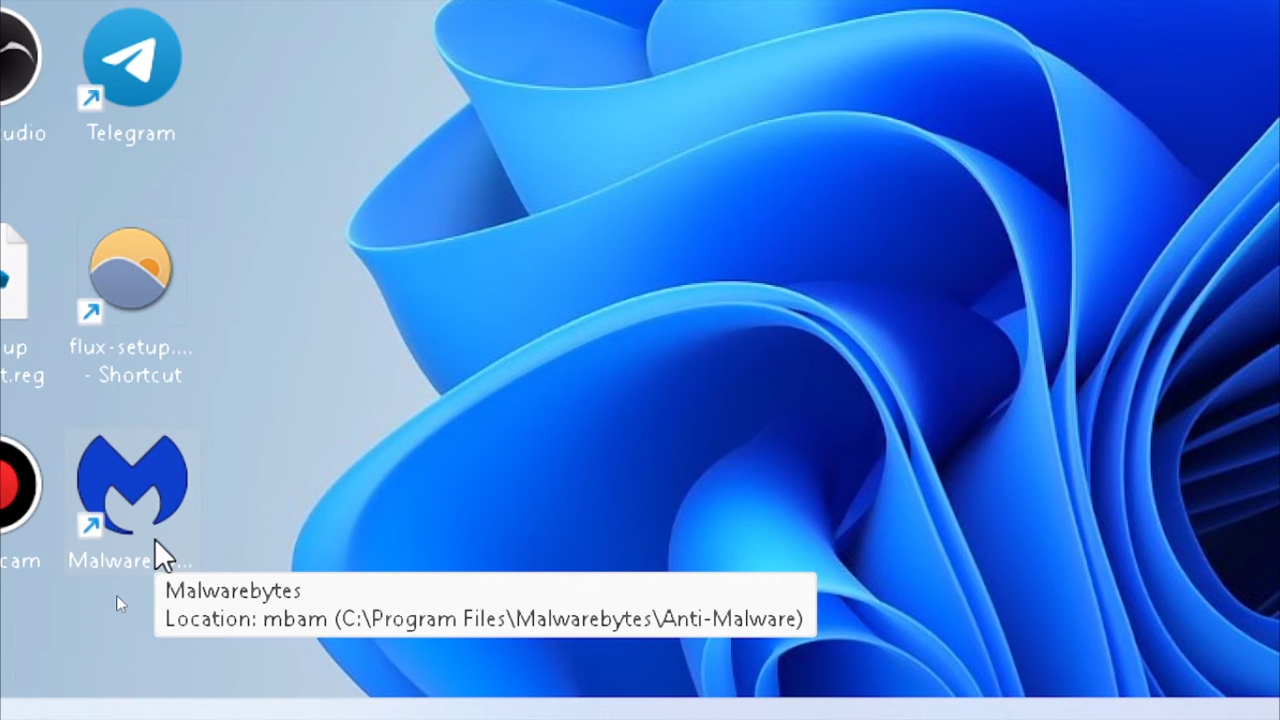 udio
Telegram
up
t.reg
flux-setup....
- Shortcut
cam
Malware...
Malwarebytes
Location: mbam (C:\Program Files\Malwarebytes\Anti-Malware)